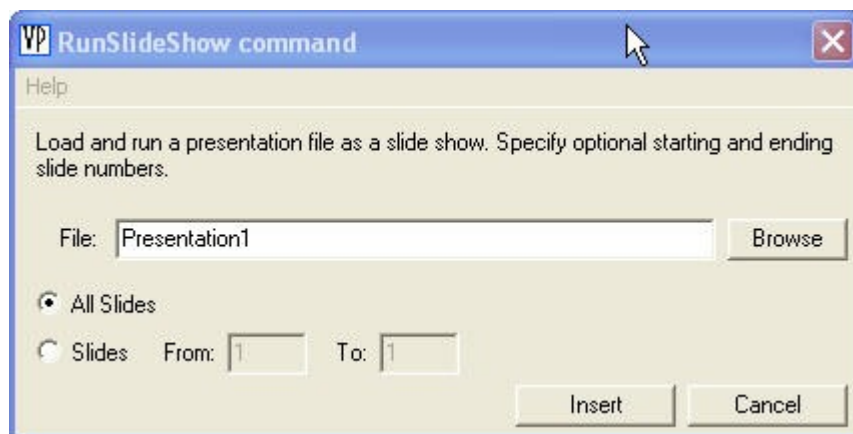 VP RunSlideShow command
Help
Load and run a presentation file as a slide show. Specify optional starting and ending
slide numbers.
File: Presentation1 Browse
All Slides
Slides From: 1 To: 1
Insert Cancel